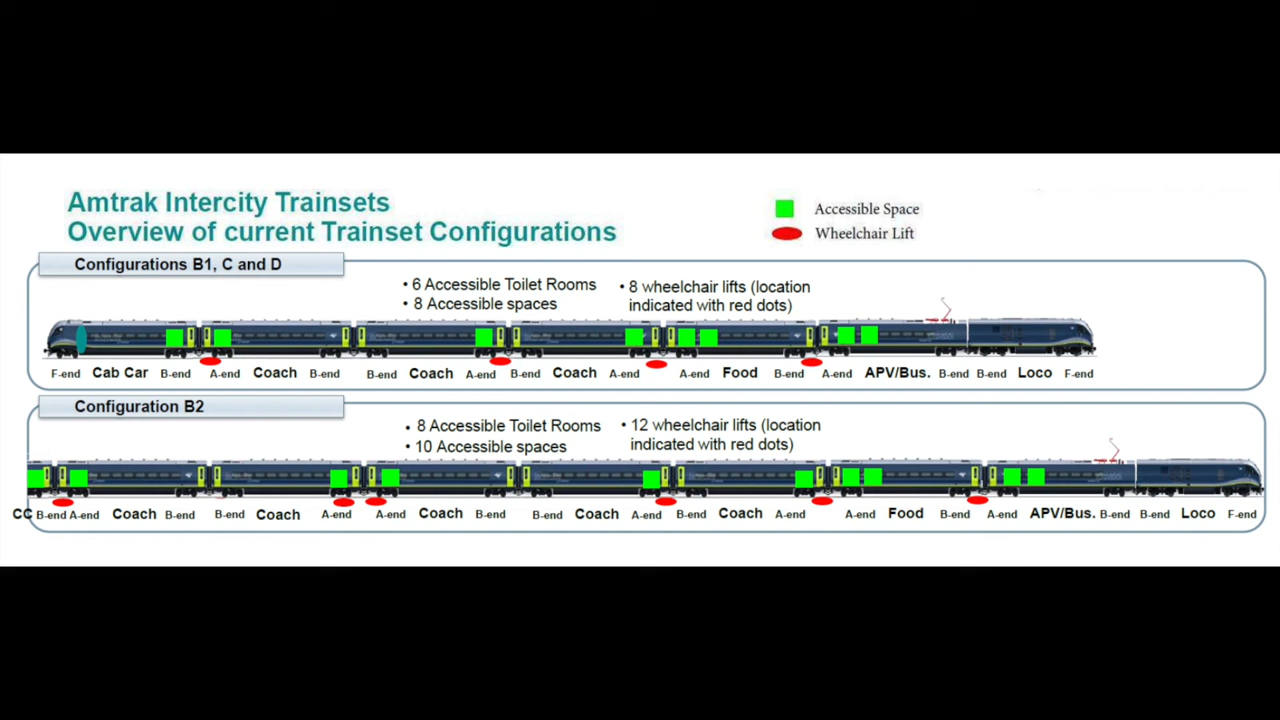 Amtrak Intercity Trainsets
Overview of current Trainset Configurations
Accessible Space
Wheelchair Lift
Configurations B1, C and D
• 6 Accessible Toilet Rooms
• 8 Accessible spaces
• 8 wheelchair lifts (location
indicated with red dots)
F-end Cab Car B-end A-end Coach B-end B-end Coach A-end B-end Coach A-end A-end Food B-end A-end APV/Bus. B-end B-end Loco F-end
Configuration B2
• 8 Accessible Toilet Rooms
• 10 Accessible spaces
• 12 wheelchair lifts (location
indicated with red dots)
CC B-end A-end Coach B-end B-end Coach A-end A-end Coach B-end B-end Coach A-end B-end Coach A-end A-end Food B-end A-end APV/Bus. B-end B-end Loco F-end